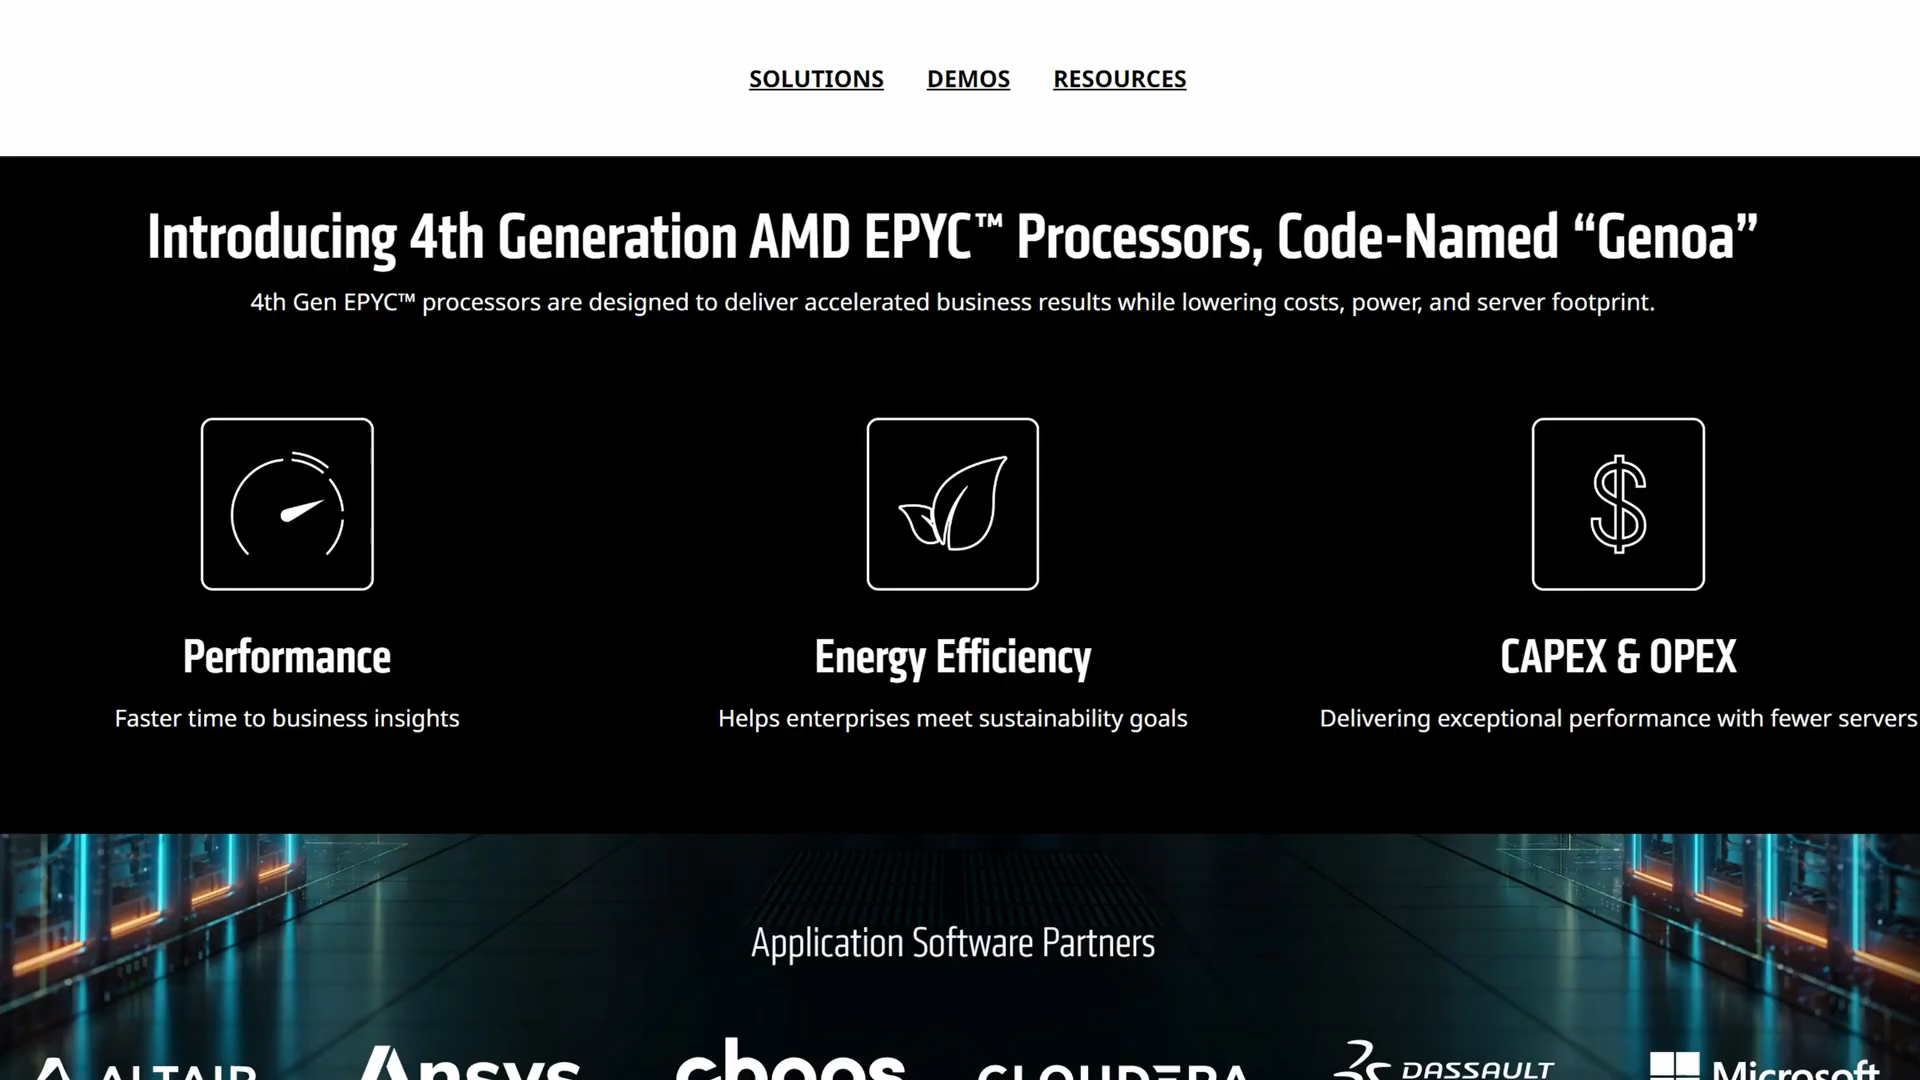 SOLUTIONS DEMOS RESOURCES
Introducing 4th Generation AMD EPYC™ Processors, Code-Named “Genoa”
4th Gen EPYC™ processors are designed to deliver accelerated business results while lowering costs, power, and server footprint.
Performance
Faster time to business insights
Energy Efficiency
Helps enterprises meet sustainability goals
CAPEX & OPEX
Delivering exceptional performance with fewer servers
Application Software Partners
ALTAIR Ansys chaos CLOUDERA DASSAULT Microsoft